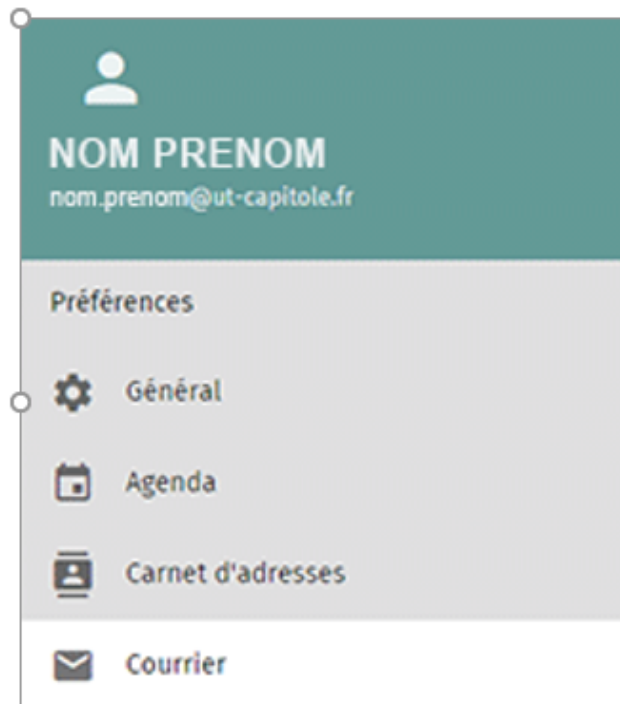 NOM PRENOM
nom.prenom@ut-capitole.fr
Préférences
Général
Agenda
Carnet d'adresses
Courrier